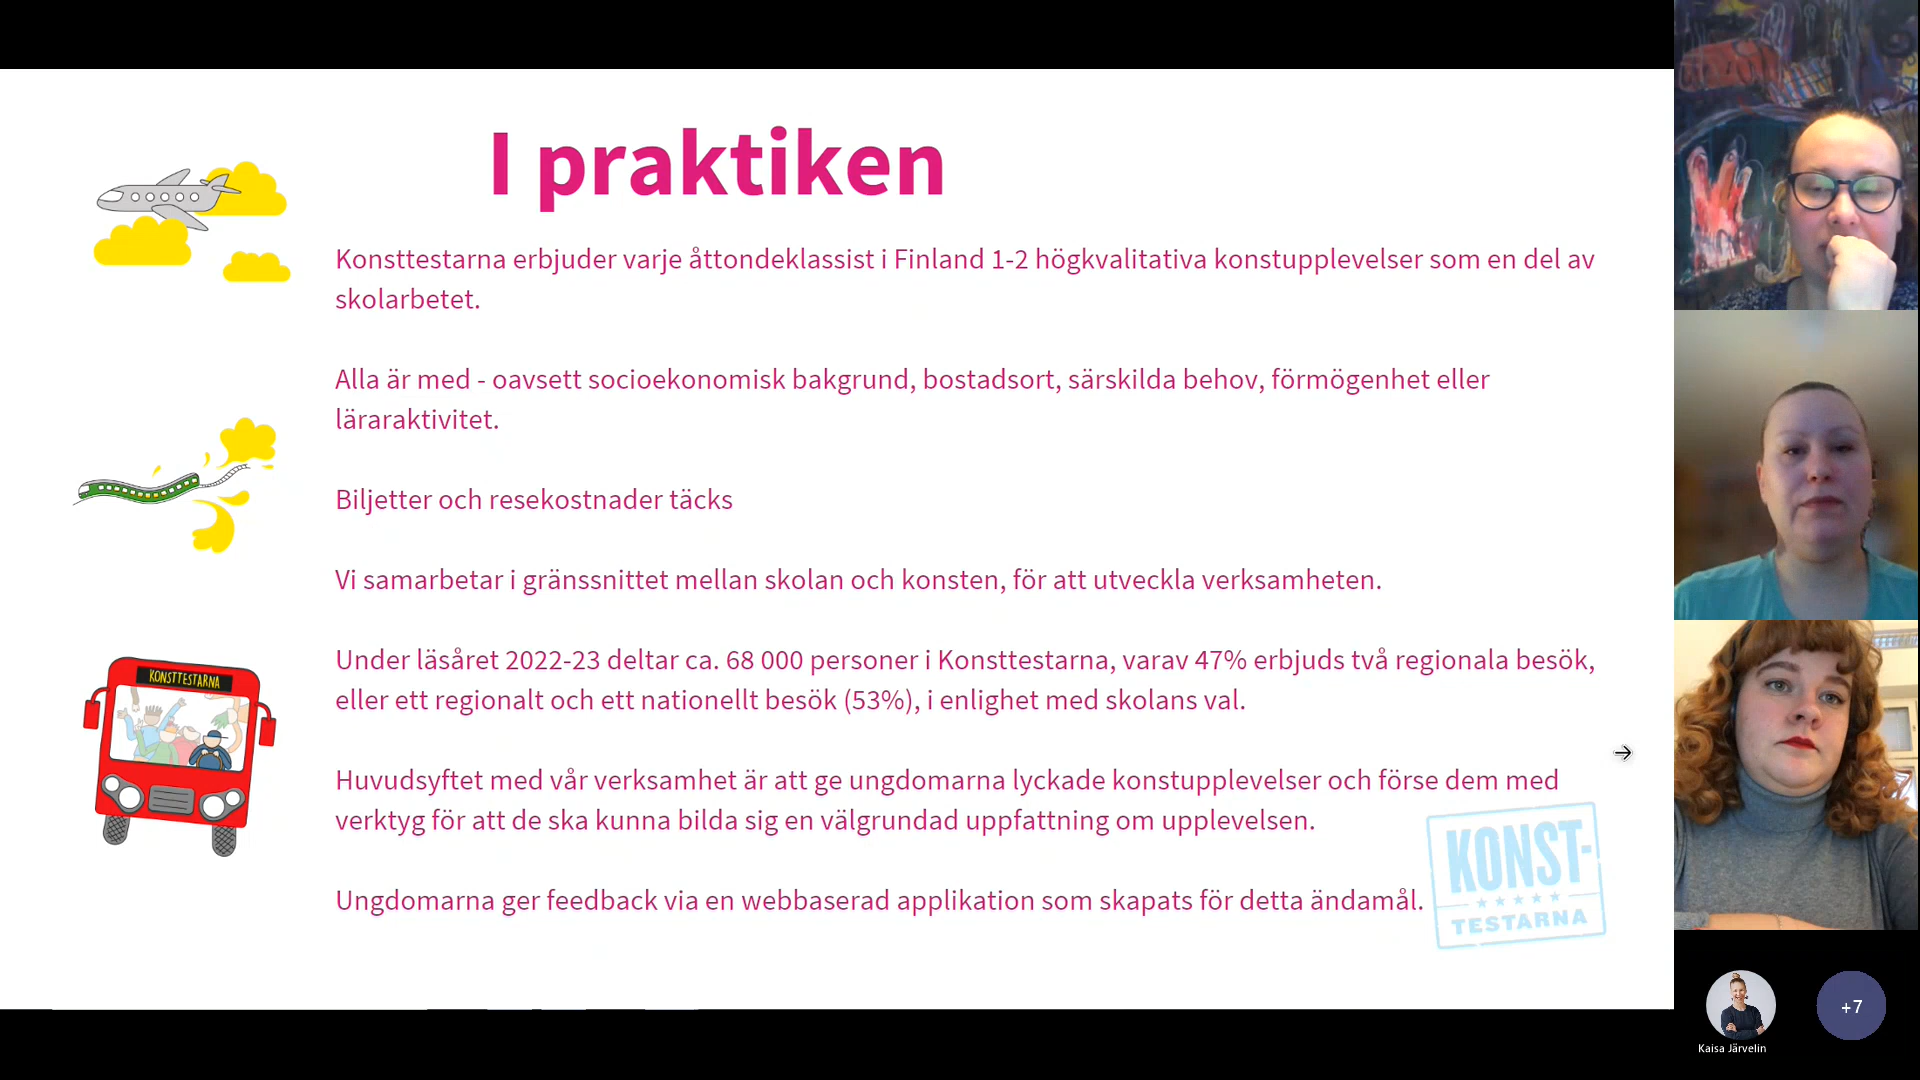 I praktiken
Konsttestarna erbjuder varje åttondeklassist i Finland 1-2 högkvalitativa konstupplevelser som en del av
skolarbetet.
Alla är med - oavsett socioekonomisk bakgrund, bostadsort, särskilda behov, förmögenhet eller
läraraktivitet.
Biljetter och resekostnader täcks
Vi samarbetar i gränssnittet mellan skolan och konsten, för att utveckla verksamheten.
Under läsåret 2022-23 deltar ca. 68 000 personer i Konsttestarna, varav 47% erbjuds två regionala besök,
eller ett regionalt och ett nationellt besök (53%), i enlighet med skolans val.
Huvudsyftet med vår verksamhet är att ge ungdomarna lyckade konstupplevelser och förse dem med
verktyg för att de ska kunna bilda sig en välgrundad uppfattning om upplevelsen.
Ungdomarna ger feedback via en webbaserad applikation som skapats för detta ändamål.
KONSTTESTARNA
KONST-
TESTARNA
Kaisa Järvelin
+7